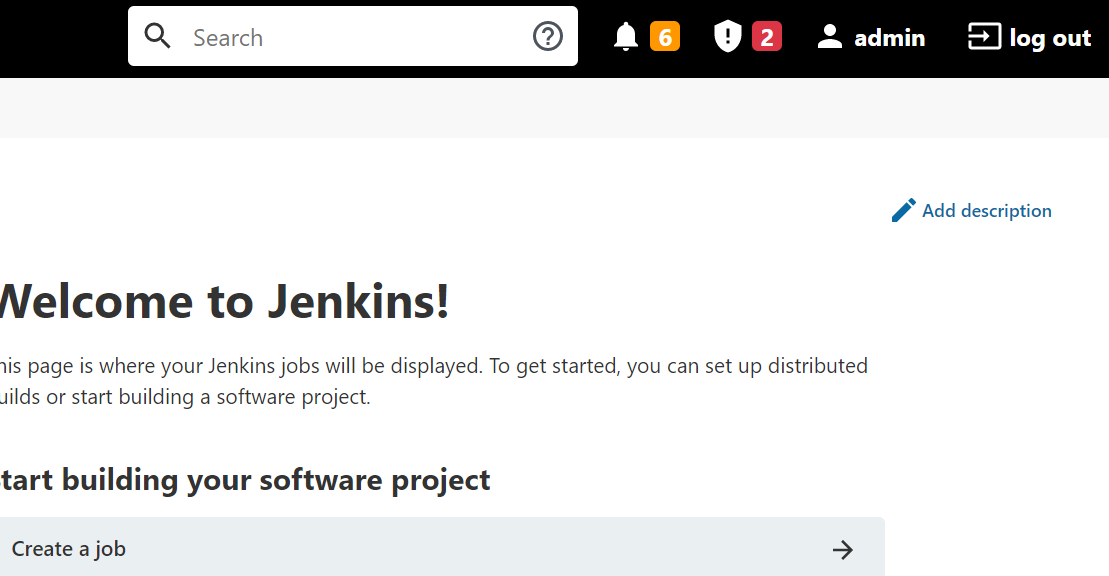 Search
6
2
admin
log out
Add description
Welcome to Jenkins!
his page is where your Jenkins jobs will be displayed. To get started, you can set up distributed
uilds or start building a software project.
tart building your software project
Create a job